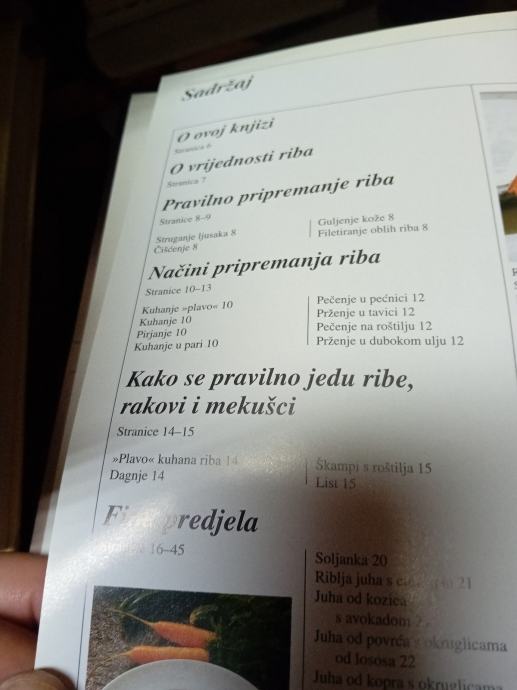 Sadržaj
O ovoj knjizi
Stranica 6
O vrijednosti riba
Stranica 7
Pravilno pripremanje riba
Stranice 8–9
Struganje ljusaka 8
Čišćenje 8
Guljenje kože 8
Filetiranje oblih riba 8
Načini pripremanja riba
Stranice 10–13
Kuhanje »plavo« 10
Kuhanje 10
Pirjanje 10
Kuhanje u pari 10
Pečenje u pećnici 12
Prženje u tavici 12
Pečenje na roštilju 12
Prženje u dubokom ulju 12
Kako se pravilno jedu ribe,
rakovi i mekušci
Stranice 14–15
»Plavo« kuhana riba 14
Dagnje 14
Škampi s roštilja 15
List 15
predjela
16–45
Soljanka 20
Riblja juha s 21
Juha od kozica
s avokadom
Juha od povrća s okruglicama
od lososa 22
Juha od kopra s okruglicama